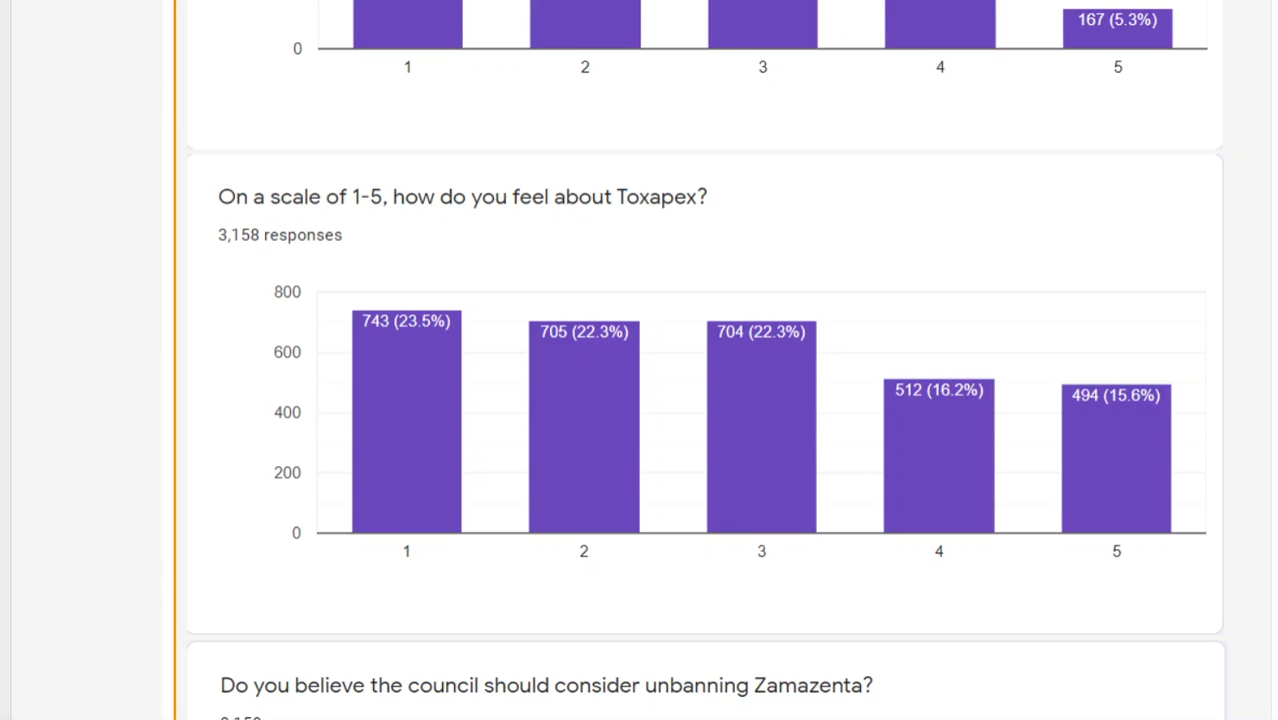 167 (5.3%)
0
1 2 3 4 5
On a scale of 1-5, how do you feel about Toxapex?
3,158 responses
800
743 (23.5%) 705 (22.3%) 704 (22.3%)
600
512 (16.2%) 494 (15.6%)
400
200
0
1 2 3 4 5
Do you believe the council should consider unbanning Zamazenta?